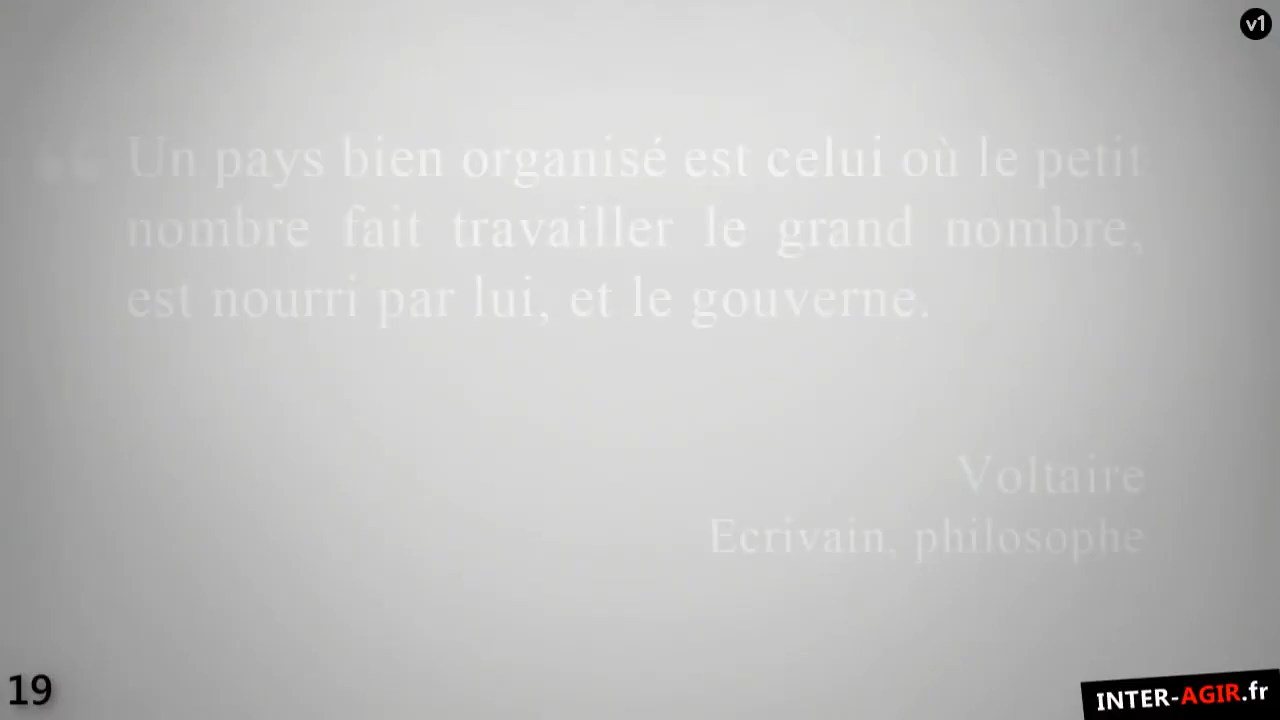 v1
“ Un pays bien organisé est celui où le petit
nombre fait travailler le grand nombre,
est nourri par lui, et le gouverne.
Voltaire
Ecrivain, philosophe
19
INTER-AGIR.fr